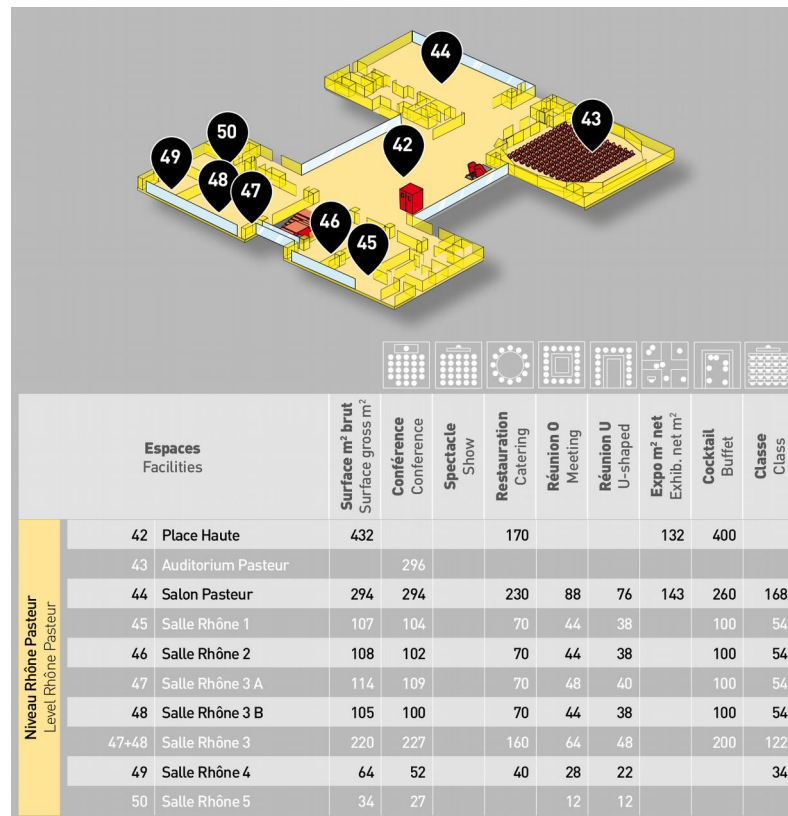 44
43
50
42
49
48
47
46
45
Espaces
Facilities
Surface m² brut
Surface gross m²
Conférence
Conference
Spectacle
Show
Restauration
Catering
Réunion O
Meeting
Réunion U
U-shaped
Expo m² net
Exhib. net m²
Cocktail
Buffet
Classe
Class
Niveau Rhône Pasteur
Level Rhône Pasteur
42 Place Haute 432 170 132 400
43 Auditorium Pasteur 296
44 Salon Pasteur 294 294 230 88 76 143 260 168
45 Salle Rhône 1 107 104 70 44 38 100 54
46 Salle Rhône 2 108 102 70 44 38 100 54
47 Salle Rhône 3 A 114 109 70 48 40 100 54
48 Salle Rhône 3 B 105 100 70 44 38 100 54
47+48 Salle Rhône 3 220 227 160 64 48 200 122
49 Salle Rhône 4 64 52 40 28 22 34
50 Salle Rhône 5 34 27 12 12